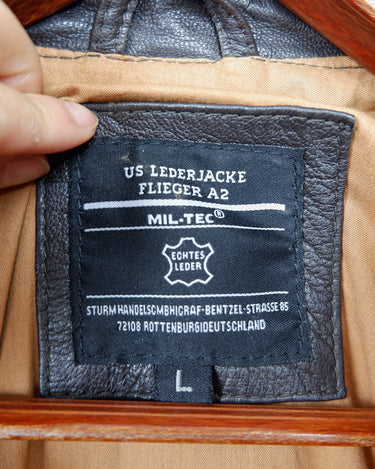 US LEDERJACKE
FLIEGER A2
MIL-TEC®
ECHTES
LEDER
STURM HANDELSGMBH|GRAF-BENTZEL-STRASSE 85
72108 ROTTENBURG|DEUTSCHLAND
L